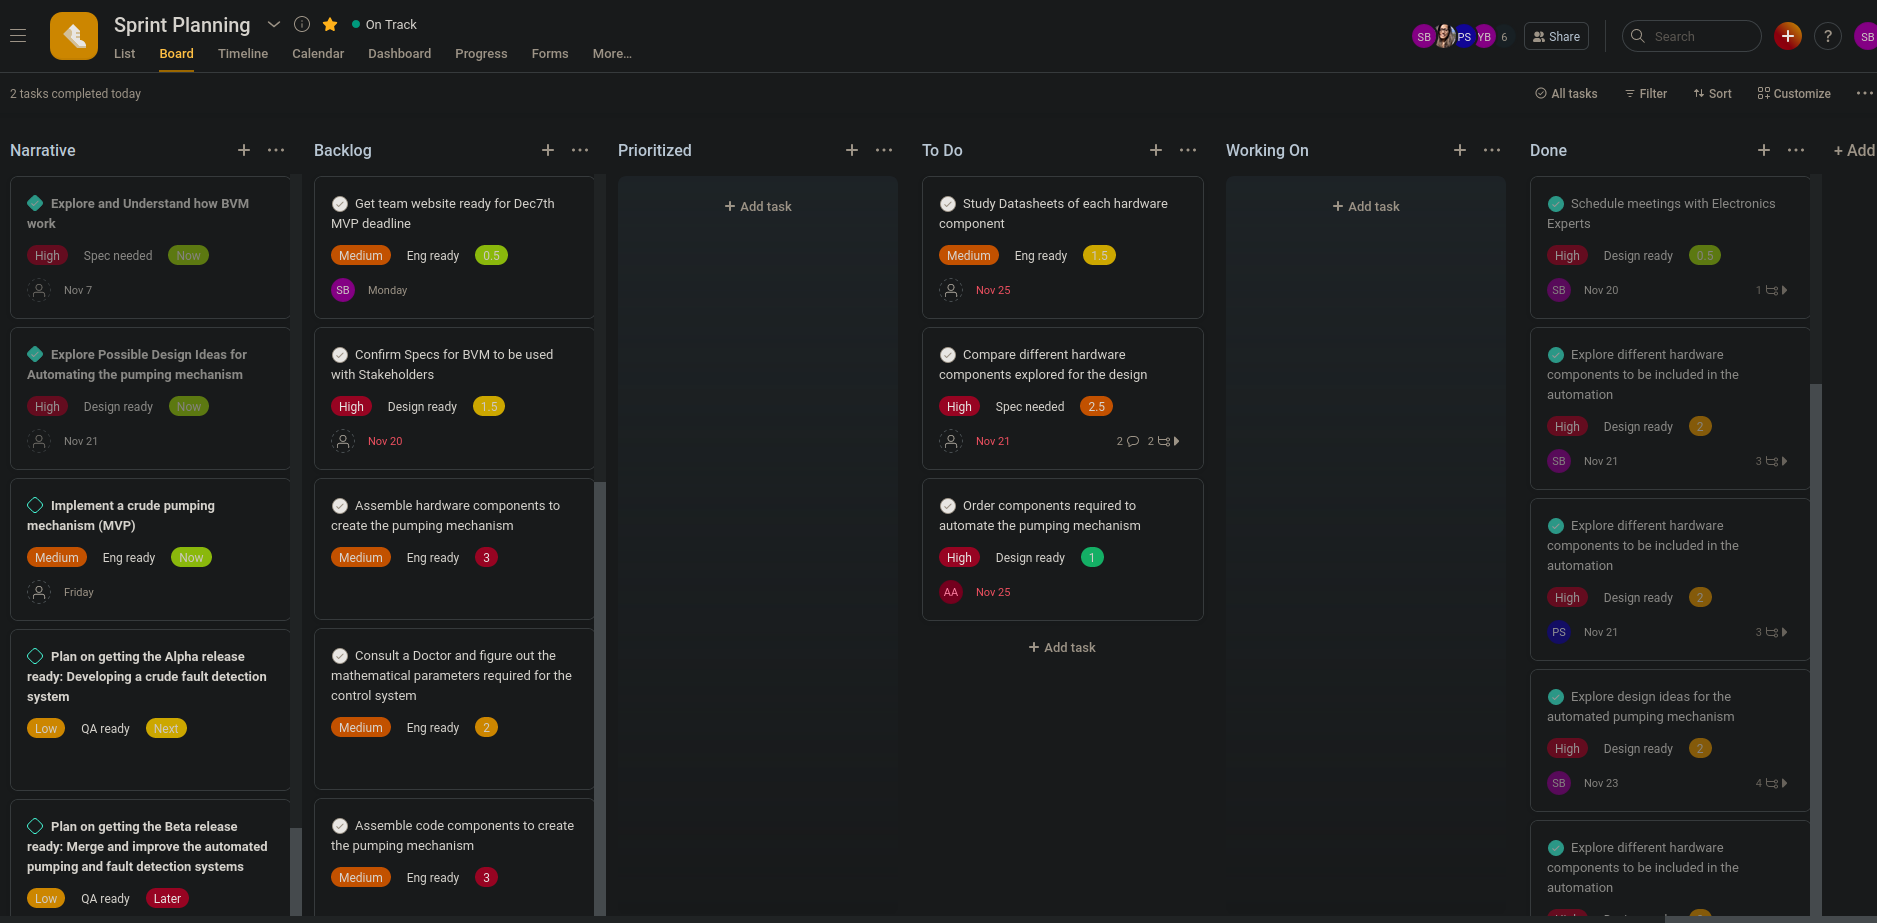 Sprint Planning
On Track
List Board Timeline Calendar Dashboard Progress Forms More...
SB PS YB 6 Share Search ? SB
2 tasks completed today
All tasks Filter Sort Customize
Narrative
Explore and Understand how BVM
work
High Spec needed Now
Nov 7
Explore Possible Design Ideas for
Automating the pumping mechanism
High Design ready Now
Nov 21
Implement a crude pumping
mechanism (MVP)
Medium Eng ready Now
Friday
Plan on getting the Alpha release
ready: Developing a crude fault detection
system
Low QA ready Next
Plan on getting the Beta release
ready: Merge and improve the automated
pumping and fault detection systems
Low QA ready Later
Backlog
Get team website ready for Dec7th
MVP deadline
Medium Eng ready 0.5
SB Monday
Confirm Specs for BVM to be used
with Stakeholders
High Design ready 1.5
Nov 20
Assemble hardware components to
create the pumping mechanism
Medium Eng ready 3
Consult a Doctor and figure out the
mathematical parameters required for the
control system
Medium Eng ready 2
Assemble code components to create
the pumping mechanism
Medium Eng ready 3
Prioritized
+ Add task
To Do
Study Datasheets of each hardware
component
Medium Eng ready 1.5
Nov 25
Compare different hardware
components explored for the design
High Spec needed 2.5
Nov 21 2 2
Order components required to
automate the pumping mechanism
High Design ready 1
AA Nov 25
+ Add task
Working On
+ Add task
Done
Schedule meetings with Electronics
Experts
High Design ready 0.5
SB Nov 20 1
Explore different hardware
components to be included in the
automation
High Design ready 2
SB Nov 21 3
Explore different hardware
components to be included in the
automation
High Design ready 2
PS Nov 21 3
Explore design ideas for the
automated pumping mechanism
High Design ready 2
SB Nov 23 4
Explore different hardware
components to be included in the
automation
+ Add